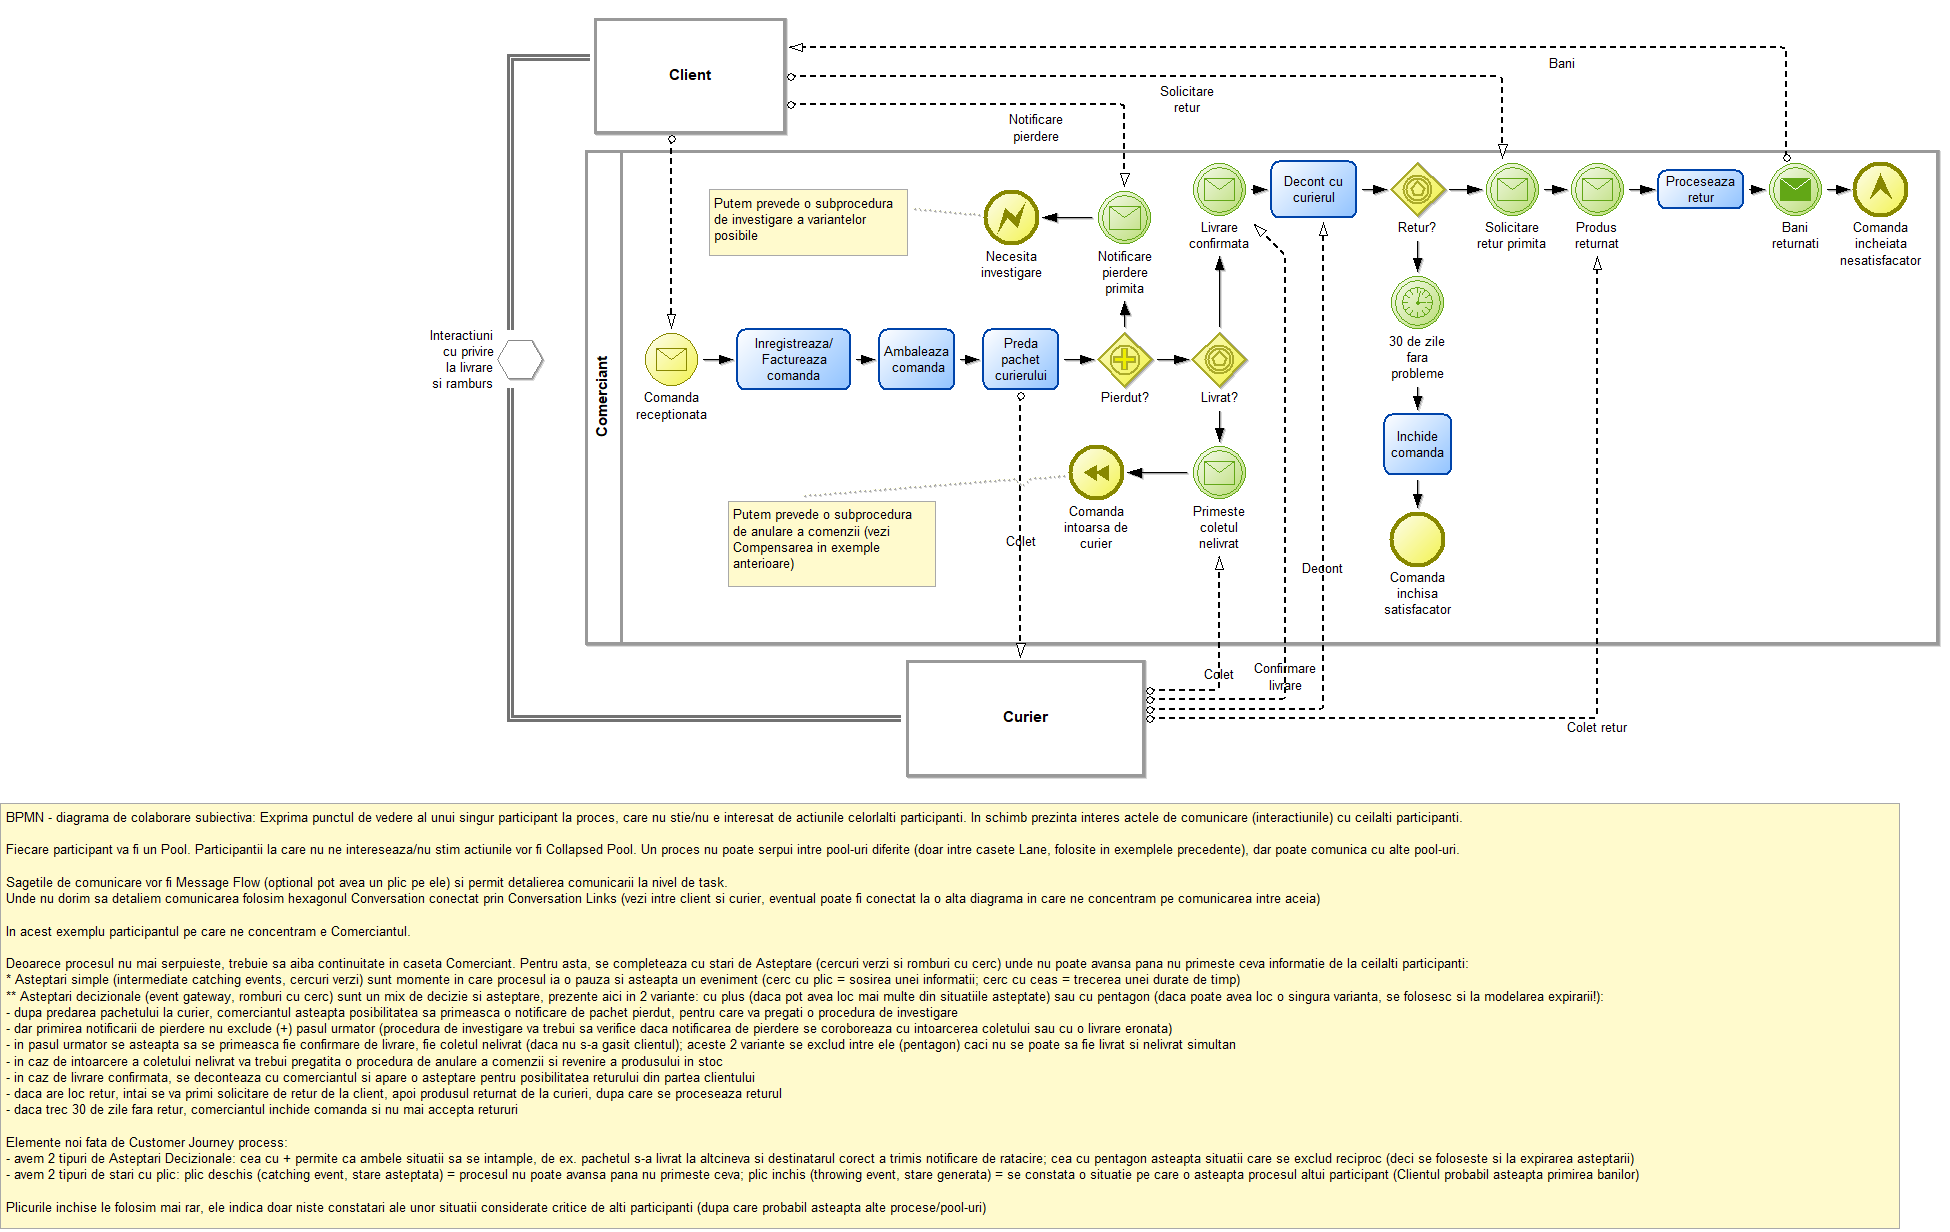 Client
Bani
Solicitare
retur
Notificare
pierdere
Comerciant
Putem prevede o subprocedura
de investigare a variantelor
posibile
Necesita
investigare
Notificare
pierdere
primita
Livrare
confirmata
Decont cu
curierul
Retur?
Solicitare
retur primita
Produs
returnat
Proceseaza
retur
Bani
returnati
Comanda
incheiata
nesatisfacator
Interactiuni
cu privire
la livrare
si ramburs
Comanda
receptionata
Inregistreaza/
Factureaza
comanda
Ambaleaza
comanda
Preda
pachet
curierului
Pierdut?
Livrat?
30 de zile
fara
probleme
Inchide
comanda
Comanda
inchisa
satisfacator
Putem prevede o subprocedura
de anulare a comenzii (vezi
Compensarea in exemple
anterioare)
Comanda
intoarsa de
curier
Primeste
coletul
nelivrat
Colet
Decont
Colet
Confirmare
livrare
Colet retur
Curier
BPMN - diagrama de colaborare subiectiva: Exprima punctul de vedere al unui singur participant la proces, care nu stie/nu e interesat de actiunile celorlalti participanti. In schimb prezinta interes actele de comunicare (interactiunile) cu ceilalti participanti.
Fiecare participant va fi un Pool. Participantii la care nu ne intereseaza/nu stim actiunile vor fi Collapsed Pool. Un proces nu poate serpui intre pool-uri diferite (doar intre casete Lane, folosite in exemplele precedente), dar poate comunica cu alte pool-uri.
Sagetile de comunicare vor fi Message Flow (optional pot avea un plic pe ele) si permit detalierea comunicarii la nivel de task.
Unde nu dorim sa detaliem comunicarea folosim hexagonul Conversation conectat prin Conversation Links (vezi intre client si curier, eventual poate fi conectat la o alta diagrama in care ne concentram pe comunicarea intre aceia)
In acest exemplu participantul pe care ne concentram e Comerciantul.
Deoarece procesul nu mai serpuieste, trebuie sa aiba continuitate in caseta Comerciant. Pentru asta, se completeaza cu stari de Asteptare (cercuri verzi si romburi cu cerc) unde nu poate avansa pana nu primeste ceva informatie de la ceilalti participanti:
* Asteptari simple (intermediate catching events, cercuri verzi) sunt momente in care procesul ia o pauza si asteapta un eveniment (cerc cu plic = sosirea unei informatii; cerc cu ceas = trecerea unei durate de timp)
** Asteptari decizionale (event gateway, romburi cu cerc) sunt un mix de decizie si asteptare, prezente aici in 2 variante: cu plus (daca pot avea loc mai multe din situatiile asteptate) sau cu pentagon (daca poate avea loc o singura varianta, se folosesc si la modelarea expirarii!):
- dupa predarea pachetului la curier, comerciantul asteapta posibilitatea sa primeasca o notificare de pachet pierdut, pentru care va pregati o procedura de investigare
- dar primirea notificarii de pierdere nu exclude (+) pasul urmator (procedura de investigare va trebui sa verifice daca notificarea de pierdere se coroboreaza cu intoarcerea coletului sau cu o livrare eronata)
- in pasul urmator se asteapta sa se primeasca fie confirmare de livrare, fie coletul nelivrat (daca nu s-a gasit clientul); aceste 2 variante se exclud intre ele (pentagon) caci nu se poate sa fie livrat si nelivrat simultan
- in caz de intoarcere a coletului nelivrat va trebui pregatita o procedura de anulare a comenzii si revenire a produsului in stoc
- in caz de livrare confirmata, se deconteaza cu comerciantul si apare o asteptare pentru posibilitatea returului din partea clientului
- daca are loc retur, intai se va primi solicitare de retur de la client, apoi produsul returnat de la curieri, dupa care se proceseaza returul
- daca trec 30 de zile fara retur, comerciantul inchide comanda si nu mai accepta retururi
Elemente noi fata de Customer Journey process:
- avem 2 tipuri de Asteptari Decizionale: cea cu + permite ca ambele situatii sa se intample, de ex. pachetul s-a livrat la altcineva si destinatarul corect a trimis notificare de ratacire; cea cu pentagon asteapta situatii care se exclud reciproc (deci se foloseste si la expirarea asteptarii)
- avem 2 tipuri de stari cu plic: plic deschis (catching event, stare asteptata) = procesul nu poate avansa pana nu primeste ceva; plic inchis (throwing event, stare generata) = se constata o situatie pe care o asteapta procesul altui participant (Clientul probabil asteapta primirea banilor)
Plicurile inchise le folosim mai rar, ele indica doar niste constatari ale unor situatii considerate critice de alti participanti (dupa care probabil asteapta alte procese/pool-uri)